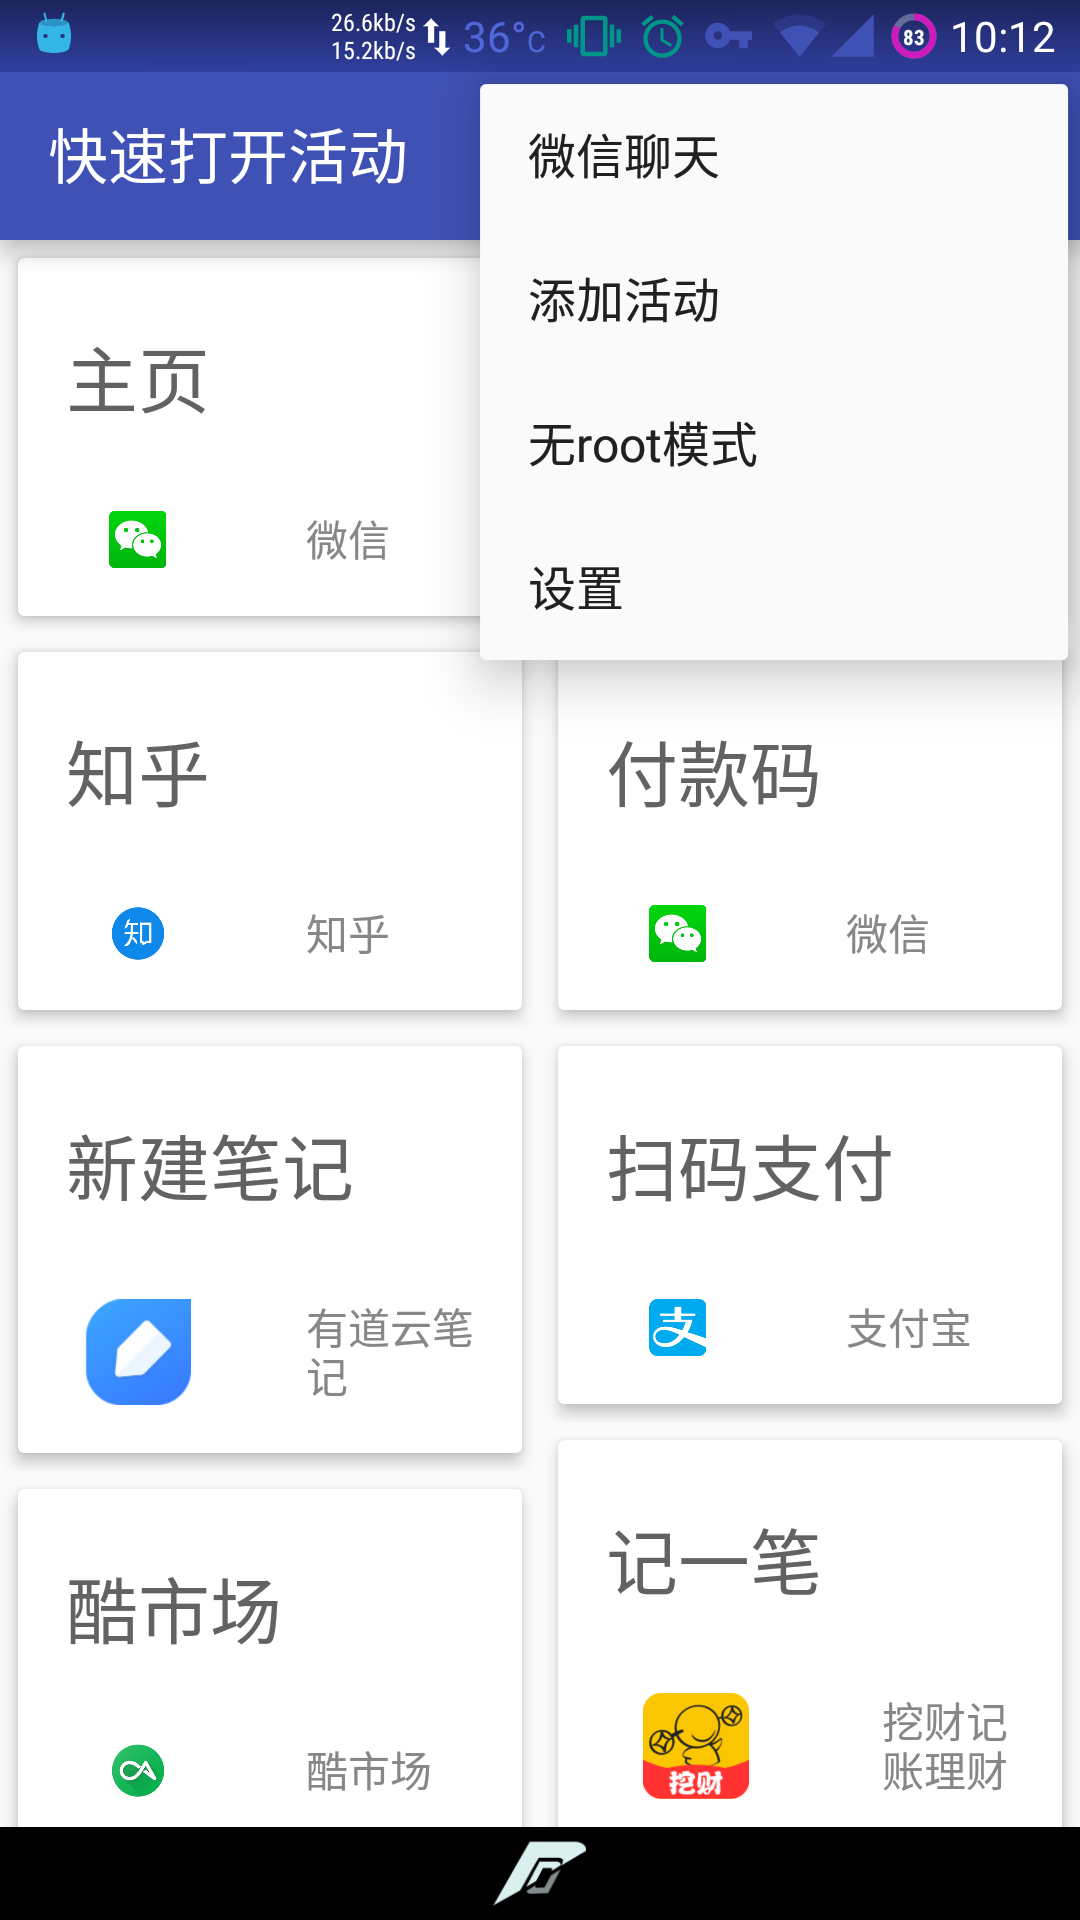 26.6kb/s
15.2kb/s
36°C
83
10:12
快速打开活动
微信聊天
添加活动
无root模式
设置
主页
微信
知乎
知
知乎
付款码
微信
新建笔记
有道云笔
记
扫码支付
支
支付宝
酷市场
酷市场
记一笔
挖财
挖财记
账理财